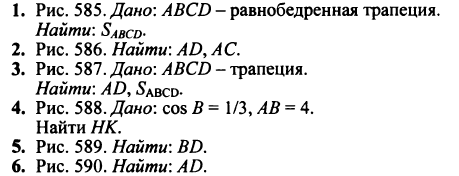 1. Рис. 585. Дано: ABCD – равнобедренная трапеция.
Найти: S_ABCD.
2. Рис. 586. Найти: AD, AC.
3. Рис. 587. Дано: ABCD – трапеция.
Найти: AD, S_ABCD.
4. Рис. 588. Дано: cos B = 1/3, AB = 4.
Найти HK.
5. Рис. 589. Найти: BD.
6. Рис. 590. Найти: AD.